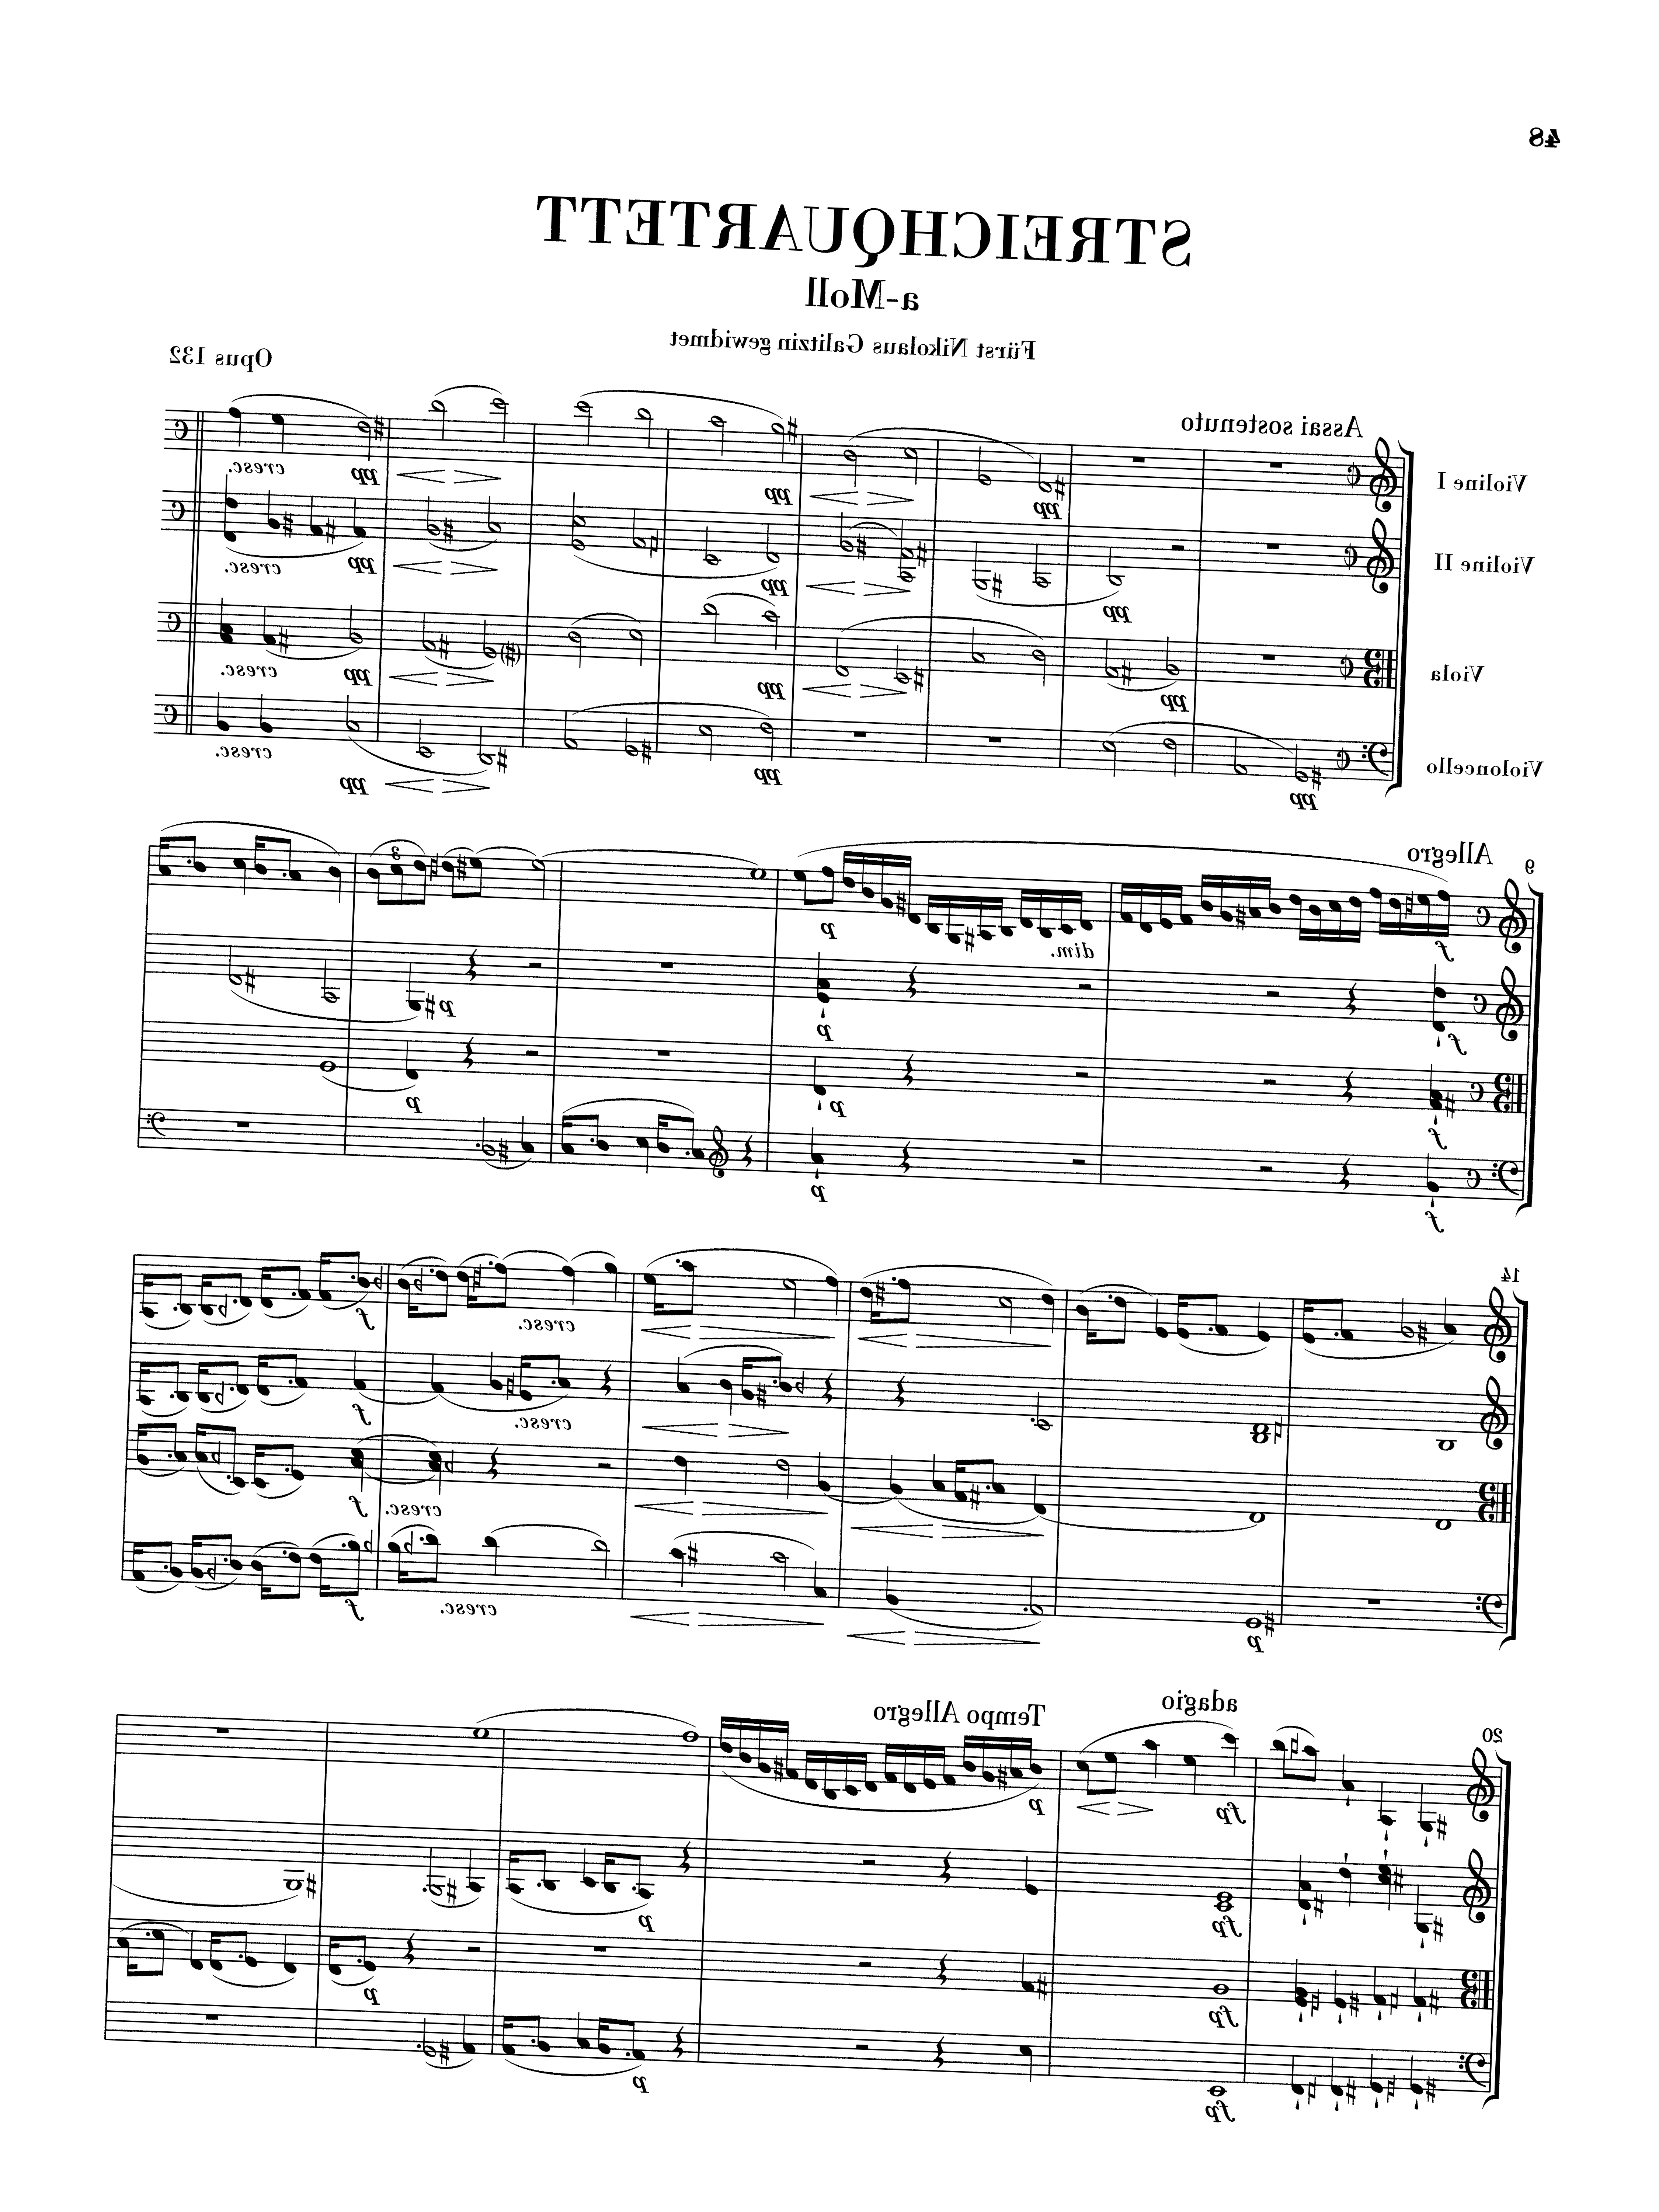 48
STREICHQUARTETT
a-Moll
Fürst Nikolaus Galitzin gewidmet
Opus 132
Assai sostenuto
Violine I
pp pp pp cresc.
Violine II
pp pp pp cresc.
Viola
pp pp pp cresc.
Violoncello
pp pp pp cresc.
9 Allegro
f dim. p 3
f p p
f p p
f p
14
cresc. f
cresc. f
cresc. f
p cresc. f
20 adagio Tempo Allegro
fp p
fp p
fp p
fp p